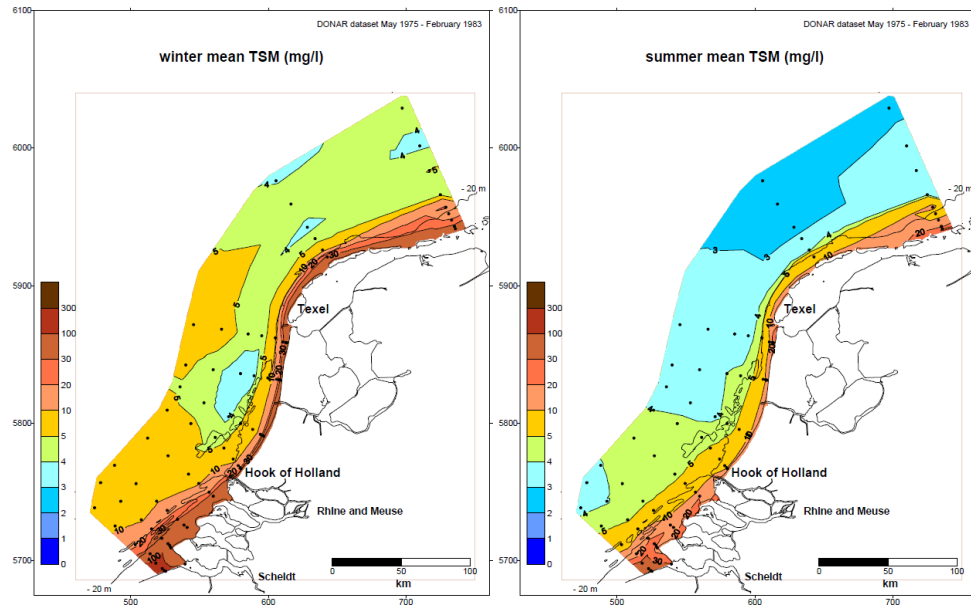 6100
DONAR dataset May 1975 - February 1983
winter mean TSM (mg/l)
6000
- 20 m
5900
Texel
300
100
30
20
10
5
4
3
2
1
0
5800
Hook of Holland
Rhine and Meuse
5700
Scheldt
- 20 m
0 50 100
km
500 600 700
6100
DONAR dataset May 1975 - February 1983
summer mean TSM (mg/l)
6000
- 20 m
5900
Texel
300
100
30
20
10
5
4
3
2
1
0
5800
Hook of Holland
Rhine and Meuse
5700
Scheldt
- 20 m
0 50 100
km
500 600 700